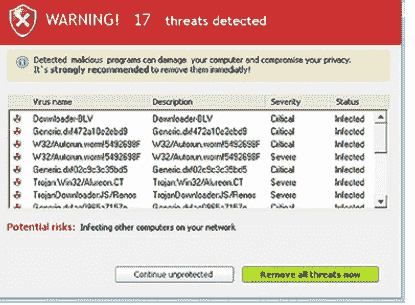 WARNING! 17 threats detected
Detected malicious programs can damage your computer and compromise your privacy.
It's strongly recommended to remove them immediately!
Virus name Description Severity Status
Downloader-BLV Downloader-BLV Critical Infected
Generic.dx!472a10e2ebd9 Generic.dx!472a10e2ebd9 Critical Infected
W32/Autorun.worm!5492698F W32/Autorun.worm!5492698F Critical Infected
W32/Autorun.worm!5492698F W32/Autorun.worm!5492698F Severe Infected
Generic.dx!02c9c3c35bd5 Generic.dx!02c9c3c35bd5 Critical Infected
Trojan:Win32/Alureon.CT Trojan:Win32/Alureon.CT Severe Infected
TrojanDownloader:JS/Renos TrojanDownloader:JS/Renos Severe Infected
Critical Infected
Potential risks: Infecting other computers on your network
Continue unprotected Remove all threats now